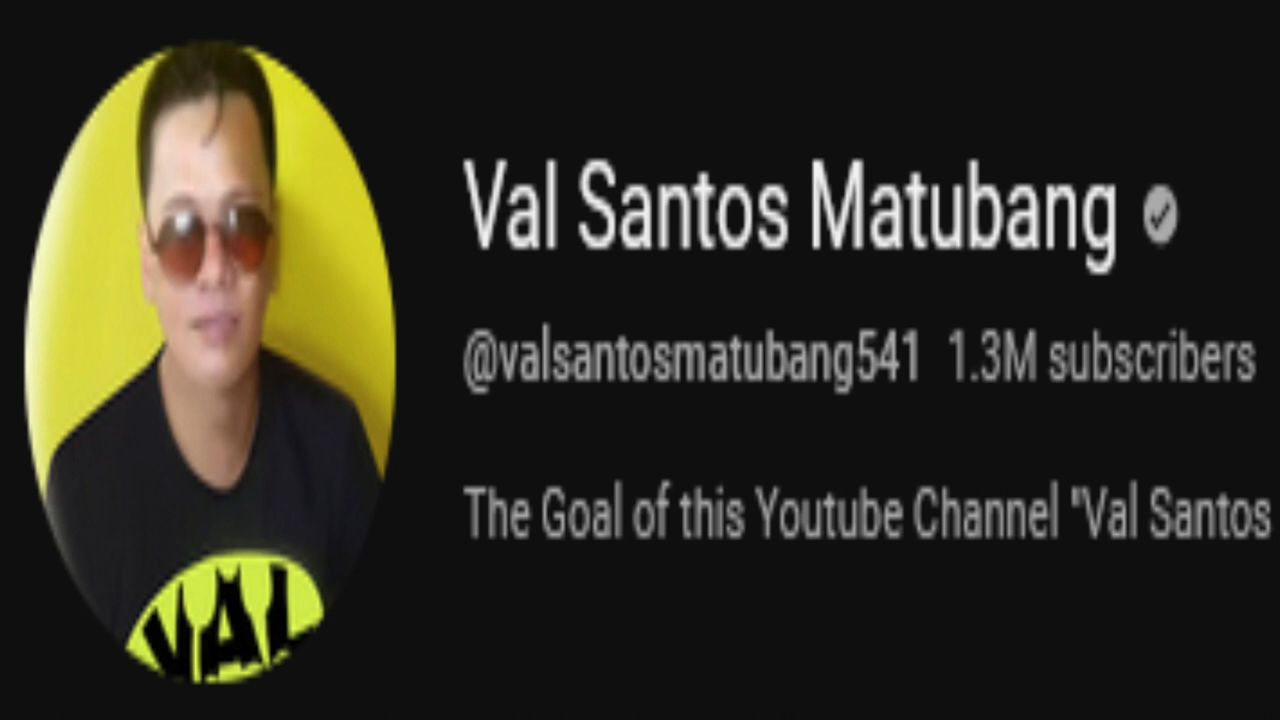 Val Santos Matubang
@valsantosmatubang541 1.3M subscribers
The Goal of this Youtube Channel "Val Santos
VAL